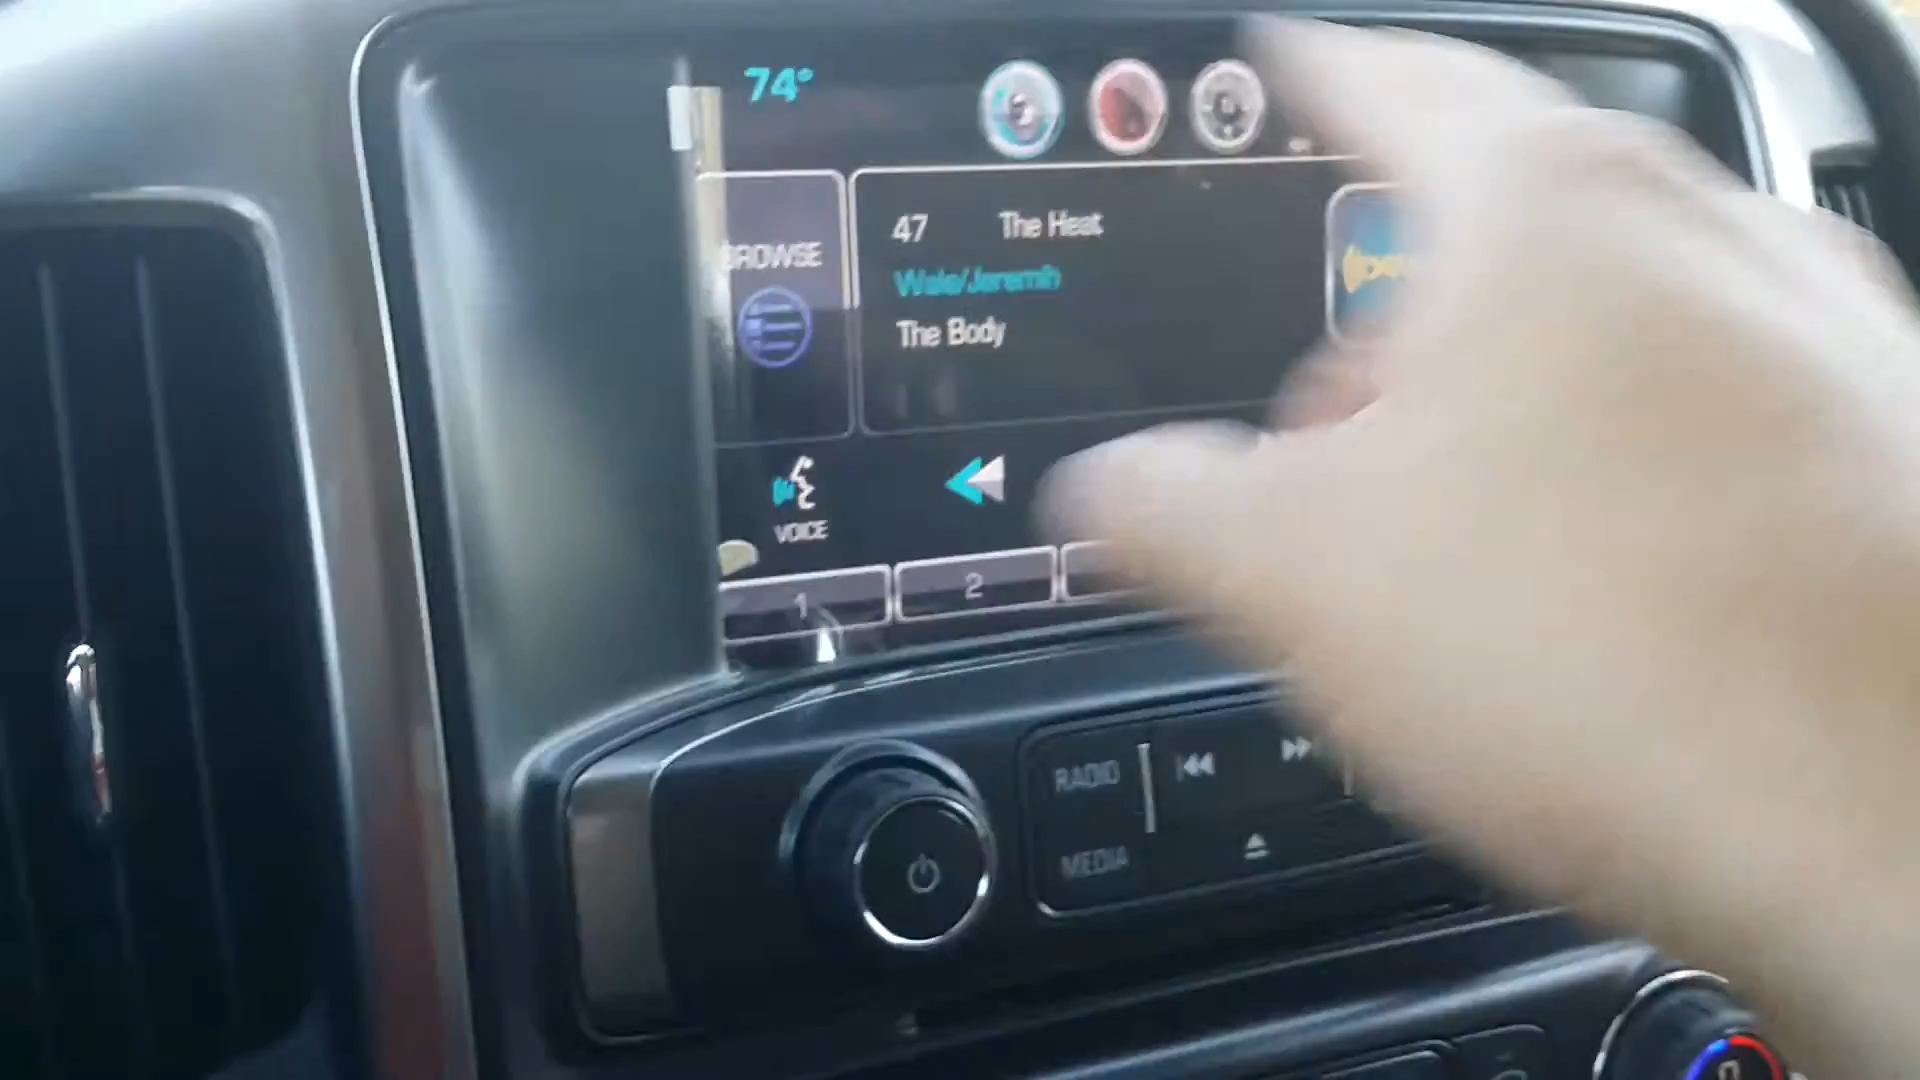 74°
BROWSE
47 The Heat
Wale/Jeremih
The Body
VOICE
1 2
RADIO
MEDIA